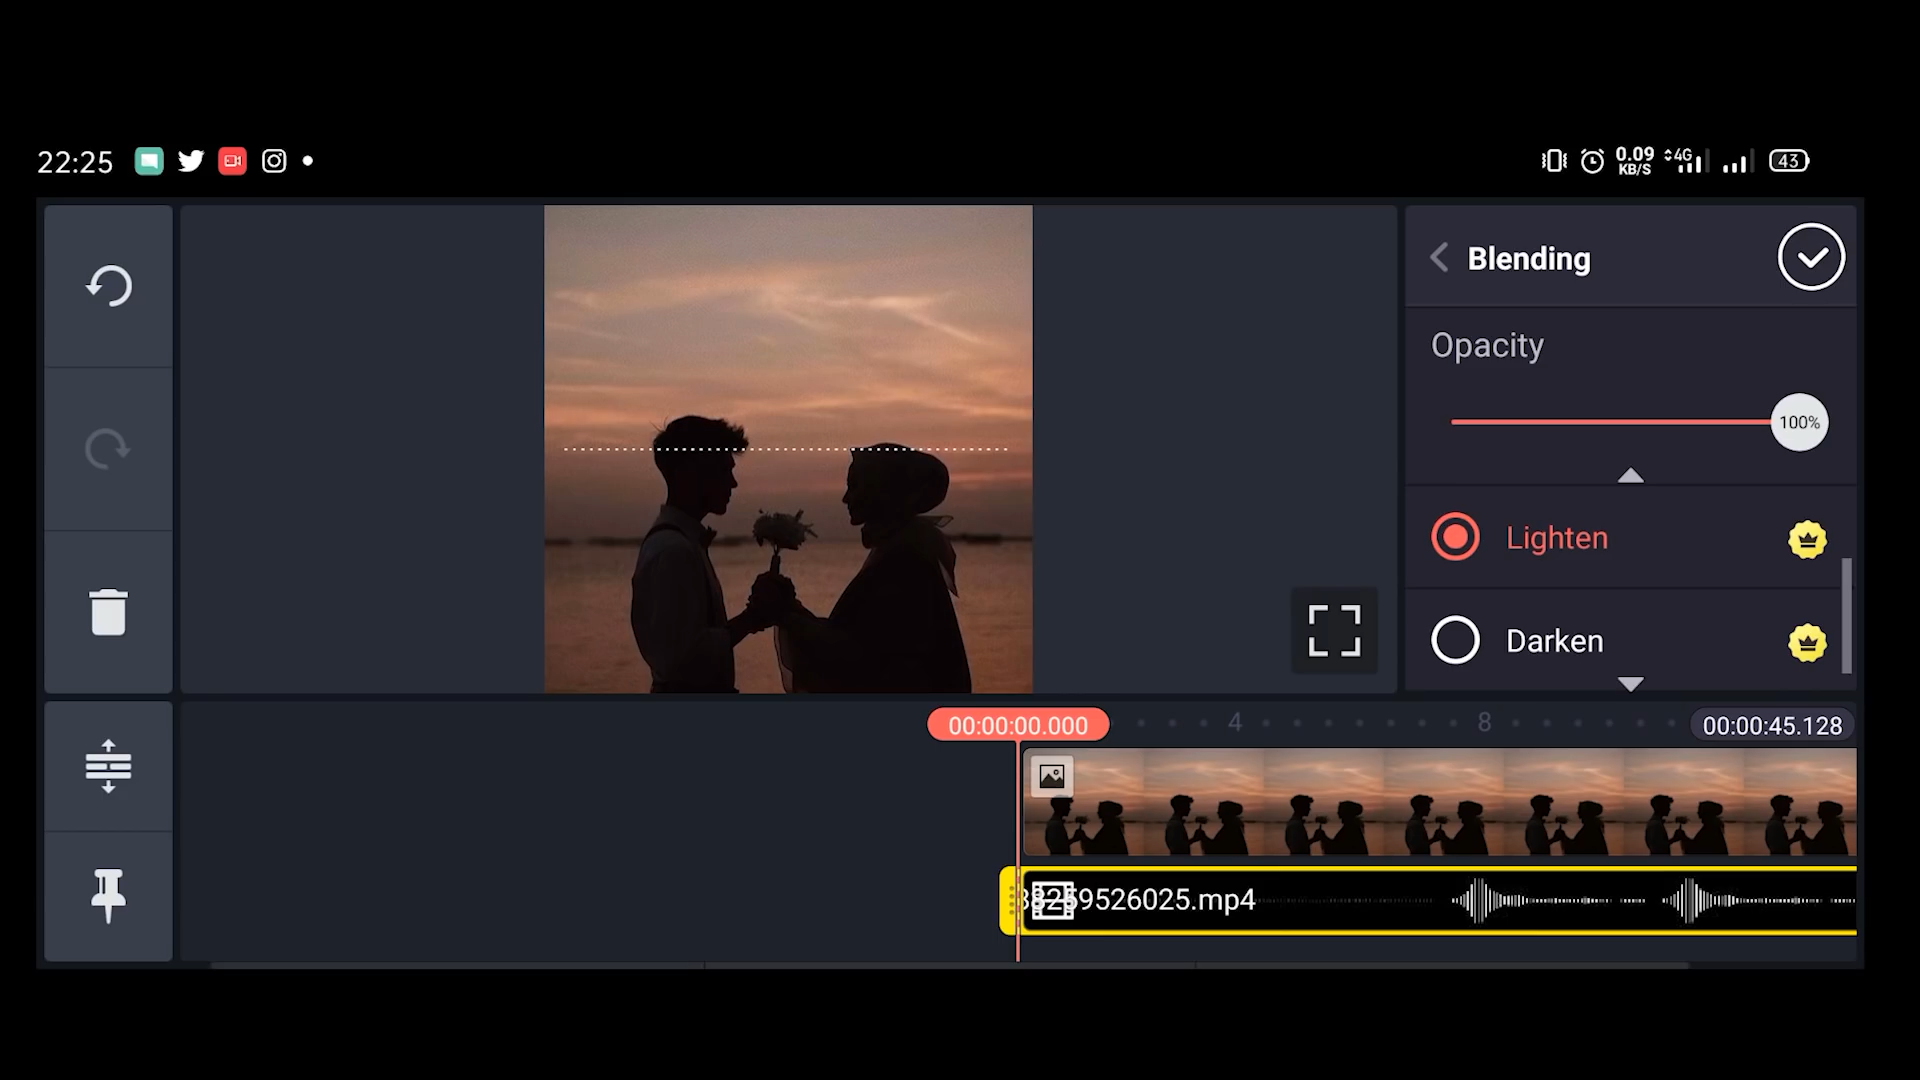 22:25
0.09
KB/S
4G
43
Blending
Opacity
100%
Lighten
Darken
00:00:00.000
4
8
00:00:45.128
38259526025.mp4